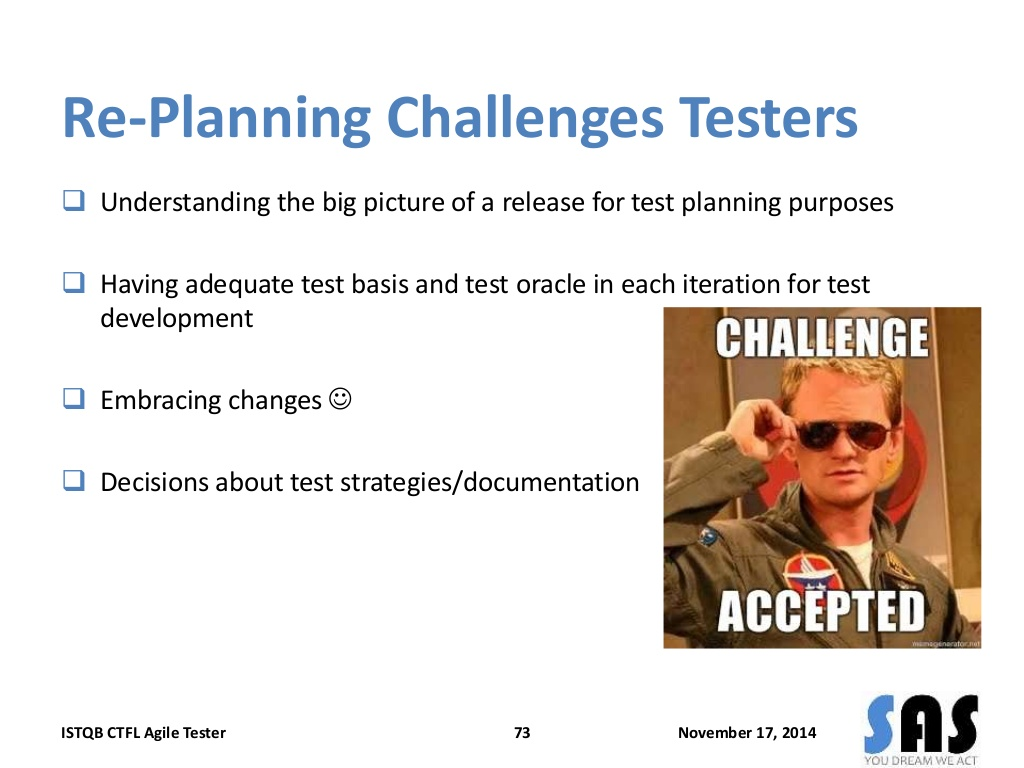 Re-Planning Challenges Testers
Understanding the big picture of a release for test planning purposes
Having adequate test basis and test oracle in each iteration for test
development
Embracing changes ☺
Decisions about test strategies/documentation
CHALLENGE
ACCEPTED
memegenerator.net
ISTQB CTFL Agile Tester
73
November 17, 2014
SAS
YOU DREAM WE ACT